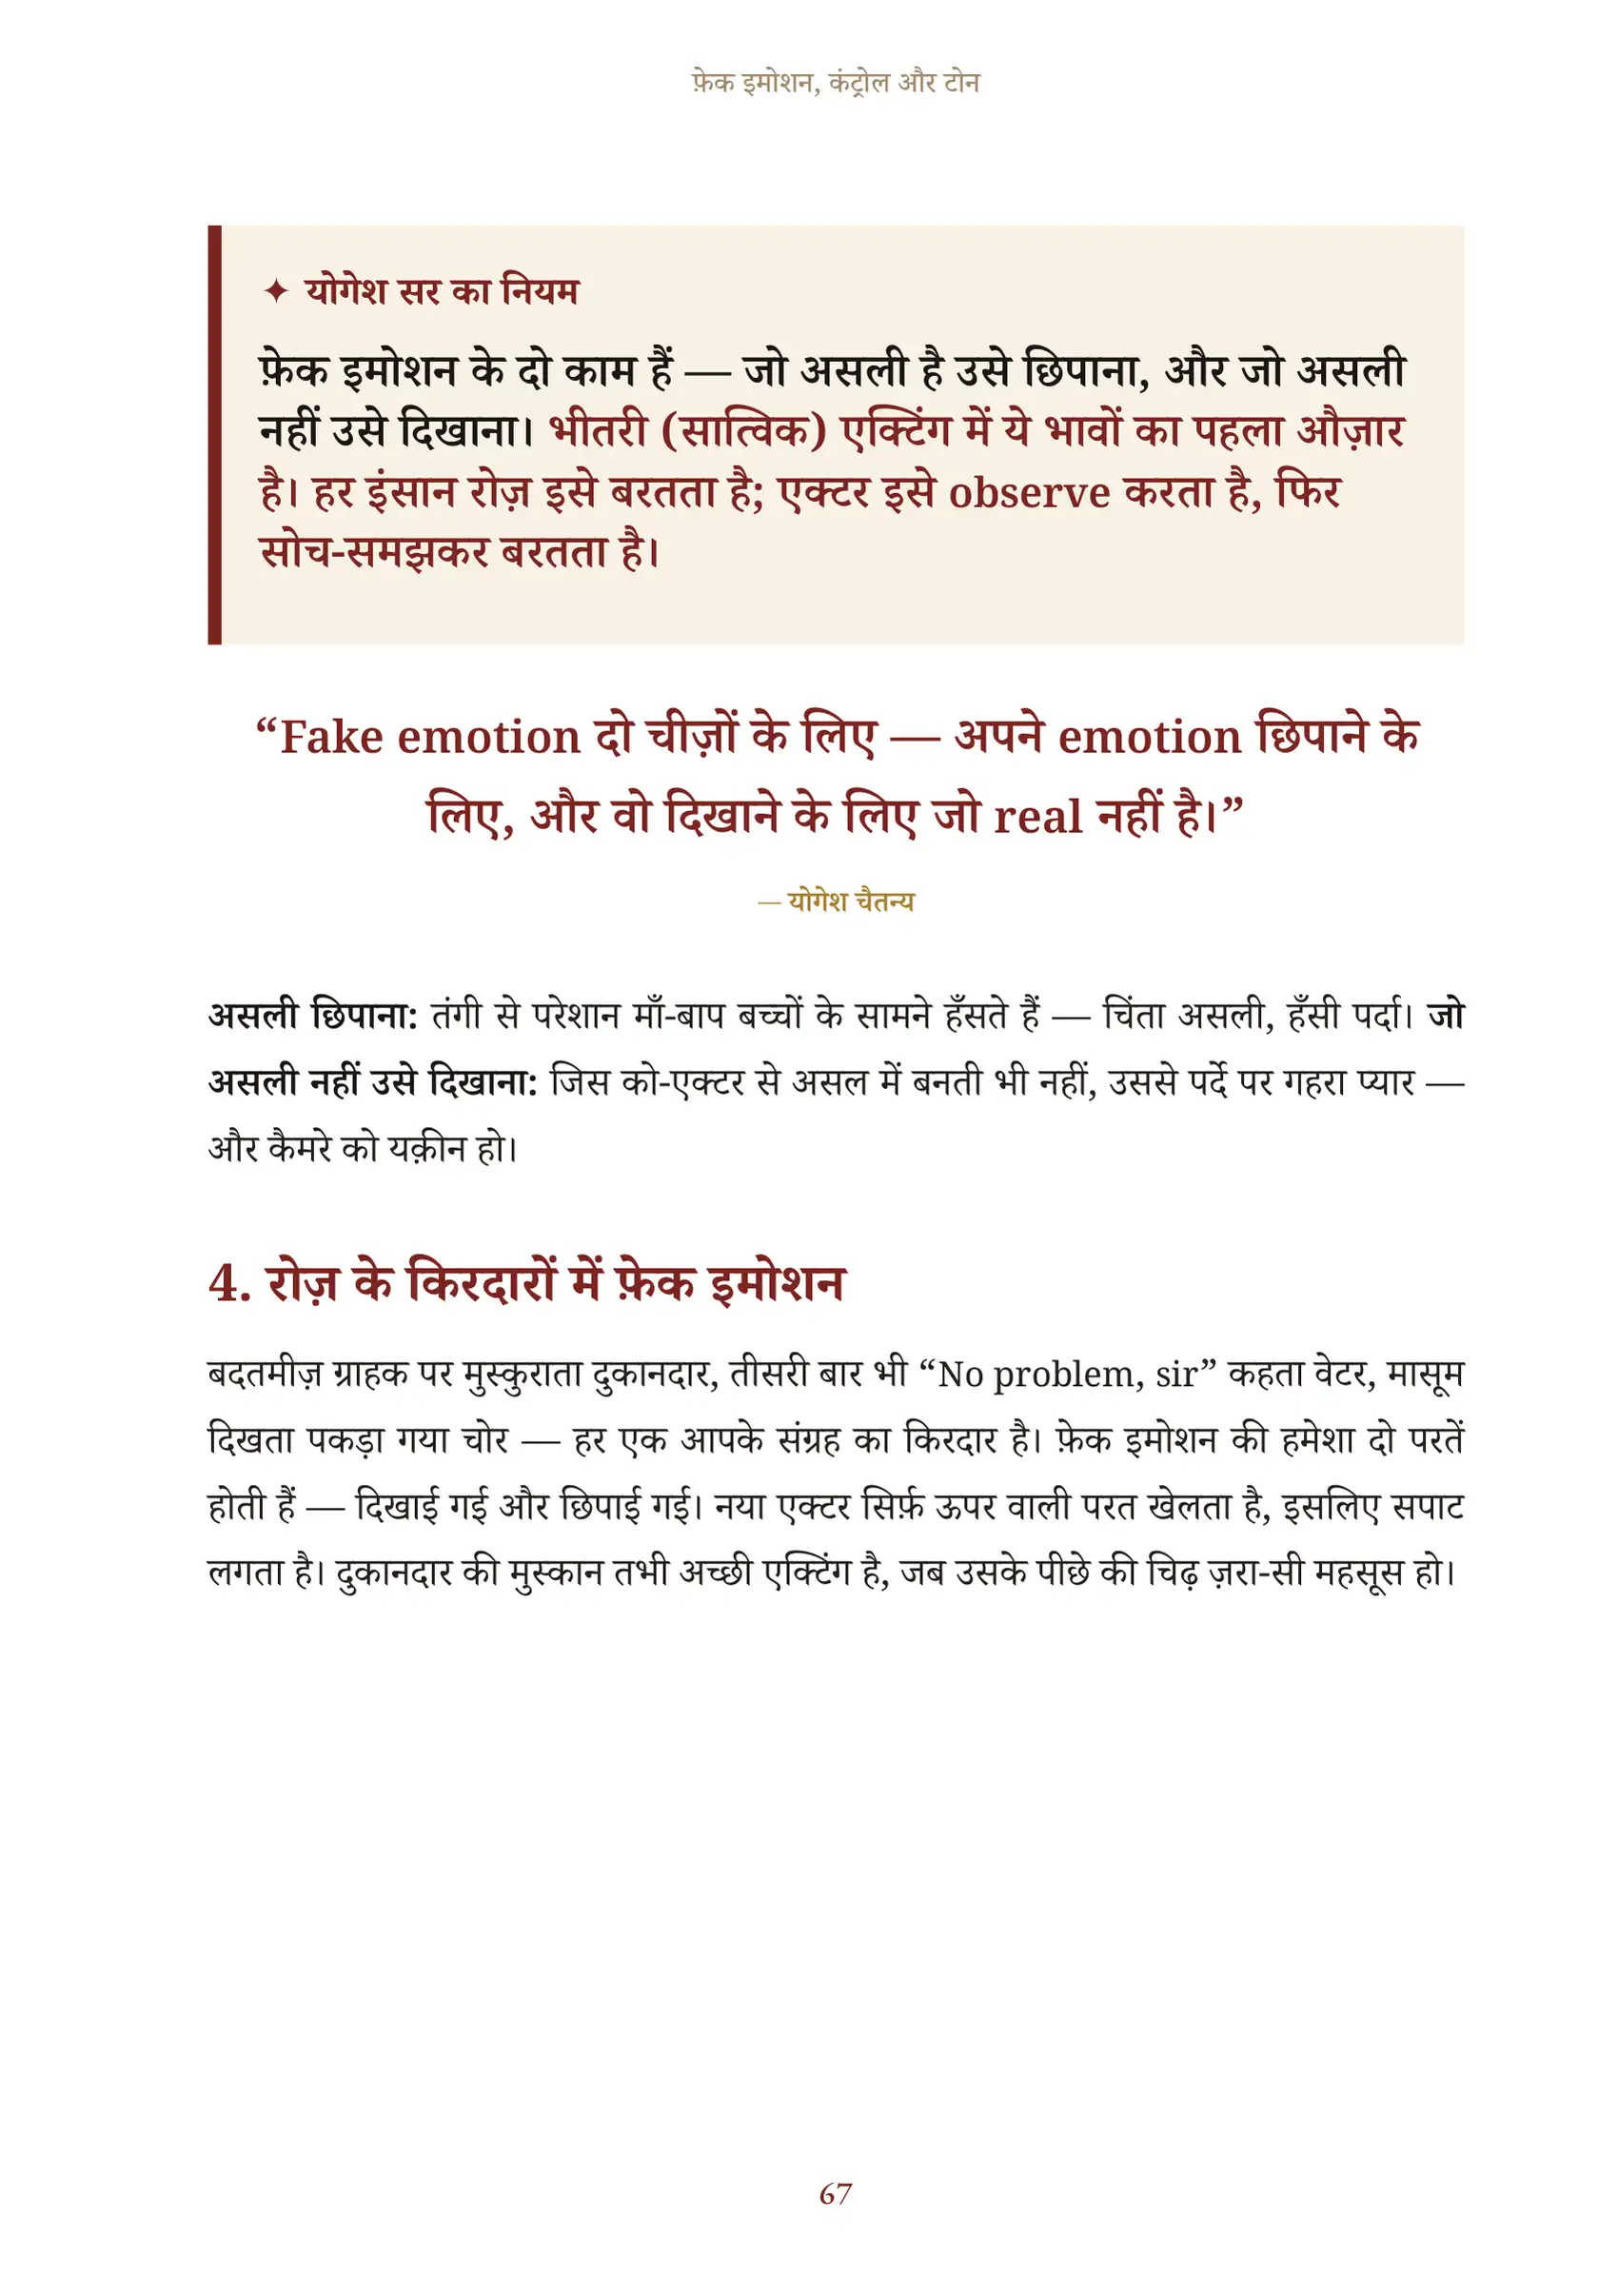 फ़ेक इमोशन, कंट्रोल और टोन
✦ योगेश सर का नियम
फ़ेक इमोशन के दो काम हैं — जो असली है उसे छिपाना, और जो असली
नहीं उसे दिखाना। भीतरी (सात्विक) एक्टिंग में ये भावों का पहला औज़ार
है। हर इंसान रोज़ इसे बरतता है; एक्टर इसे observe करता है, फिर
सोच-समझकर बरतता है।
“Fake emotion दो चीज़ों के लिए — अपने emotion छिपाने के
लिए, और वो दिखाने के लिए जो real नहीं है।”
— योगेश चैतन्य
असली छिपाना: तंगी से परेशान माँ-बाप बच्चों के सामने हँसते हैं — चिंता असली, हँसी पर्दा। जो
असली नहीं उसे दिखाना: जिस को-एक्टर से असल में बनती भी नहीं, उससे पर्दे पर गहरा प्यार —
और कैमरे को यक़ीन हो।
4. रोज़ के किरदारों में फ़ेक इमोशन
बदतमीज़ ग्राहक पर मुस्कुराता दुकानदार, तीसरी बार भी “No problem, sir” कहता वेटर, मासूम
दिखता पकड़ा गया चोर — हर एक आपके संग्रह का किरदार है। फ़ेक इमोशन की हमेशा दो परतें
होती हैं — दिखाई गई और छिपाई गई। नया एक्टर सिर्फ़ ऊपर वाली परत खेलता है, इसलिए सपाट
लगता है। दुकानदार की मुस्कान तभी अच्छी एक्टिंग है, जब उसके पीछे की चिढ़ ज़रा-सी महसूस हो।
67